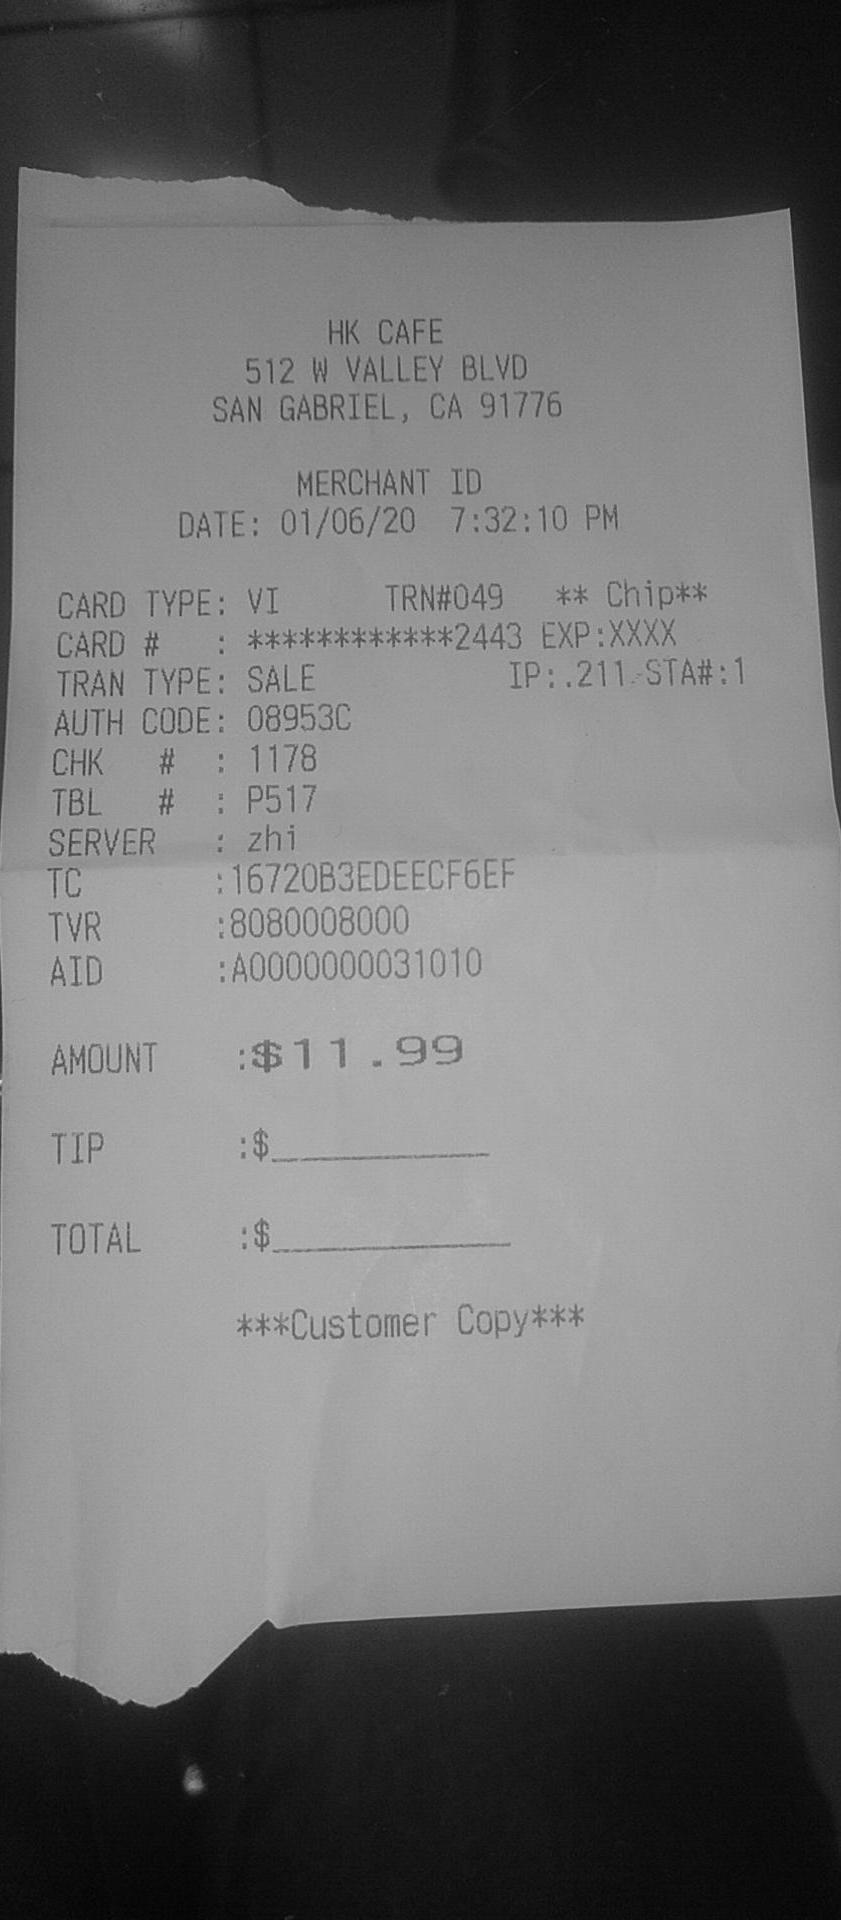 HK CAFE
512 W VALLEY BLVD
SAN GABRIEL, CA 91776
MERCHANT ID
DATE: 01/06/20 7:32:10 PM
CARD TYPE: VI TRN#049 ** Chip**
CARD # : ************2443 EXP:XXXX
TRAN TYPE: SALE IP:.211 STA#:1
AUTH CODE: 08953C
CHK # : 1178
TBL # : P517
SERVER : zhi
TC :16720B3EDEECF6EF
TVR :8080008000
AID :A0000000031010
AMOUNT :$11.99
TIP :$____________
TOTAL :$_____________
***Customer Copy***